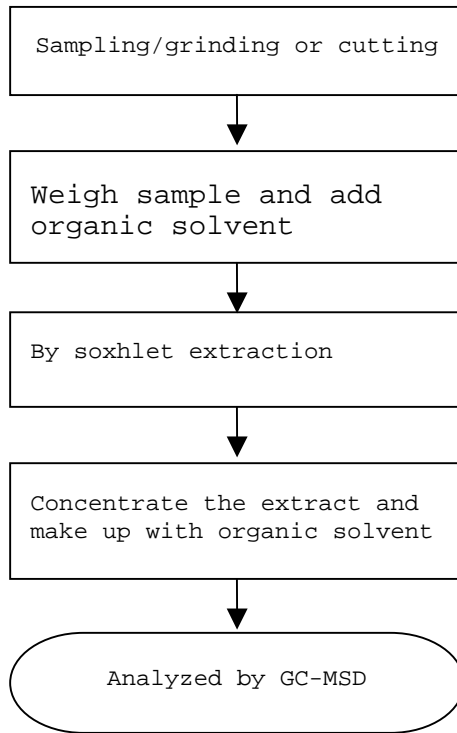 Sampling/grinding or cutting
Weigh sample and add
organic solvent
By soxhlet extraction
Concentrate the extract and
make up with organic solvent
Analyzed by GC-MSD